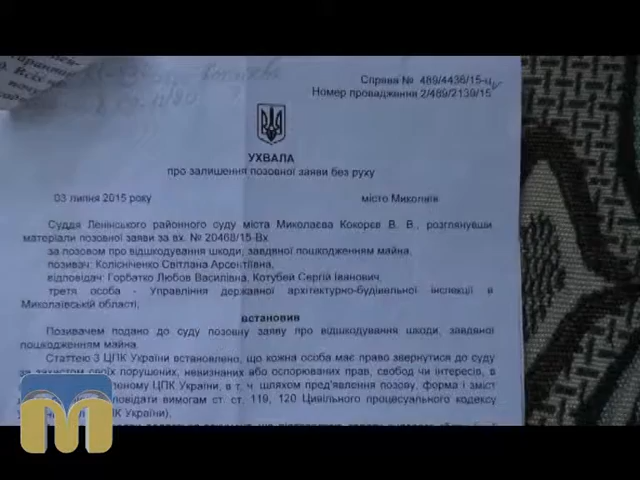 Справа № 489/4436/15-ц
Номер провадження 2/489/2139/15
УХВАЛА
про залишення позовної заяви без руху
03 липня 2015 року місто Миколаїв
Суддя Ленінського районного суду міста Миколаєва Кокорєв В. В., розглянувши
матеріали позовної заяви за вх. № 20468/15-Вх.
за позовом про відшкодування шкоди, завданої пошкодженням майна,
позивач: Колісніченко Світлана Арсентіївна,
відповідач: Горбатко Любов Василівна, Котубей Сергій Іванович,
третя особа - Управління державної архітектурно-будівельної інспекції в
Миколаївській області,
встановив
Позивачем подано до суду позовну заяву про відшкодування шкоди, завданої
пошкодженням майна.
Статтею 3 ЦПК України встановлено, що кожна особа має право звернутися до суду
за захистом своїх порушених, невизнаних або оспорюваних прав, свобод чи інтересів, в
ЦПК України, в т. ч. шляхом пред'явлення позову, форма і зміст
вимогам ст. ст. 119, 120 Цивільного процесуального кодексу
України).
М